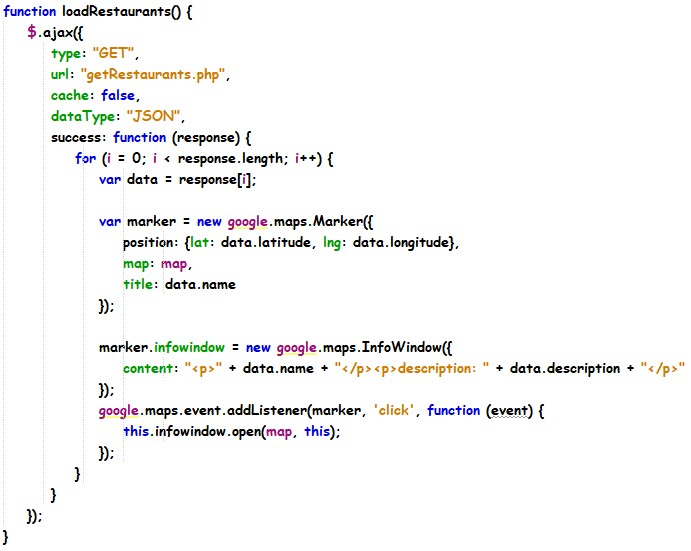 function loadRestaurants() {
$.ajax({
type: "GET",
url: "getRestaurants.php",
cache: false,
dataType: "JSON",
success: function (response) {
for (i = 0; i < response.length; i++) {
var data = response[i];
var marker = new google.maps.Marker({
position: {lat: data.latitude, lng: data.longitude},
map: map,
title: data.name
});
marker.infowindow = new google.maps.InfoWindow({
content: "<p>" + data.name + "</p><p>description: " + data.description + "</p>"
});
google.maps.event.addListener(marker, 'click', function (event) {
this.infowindow.open(map, this);
});
}
}
});
}